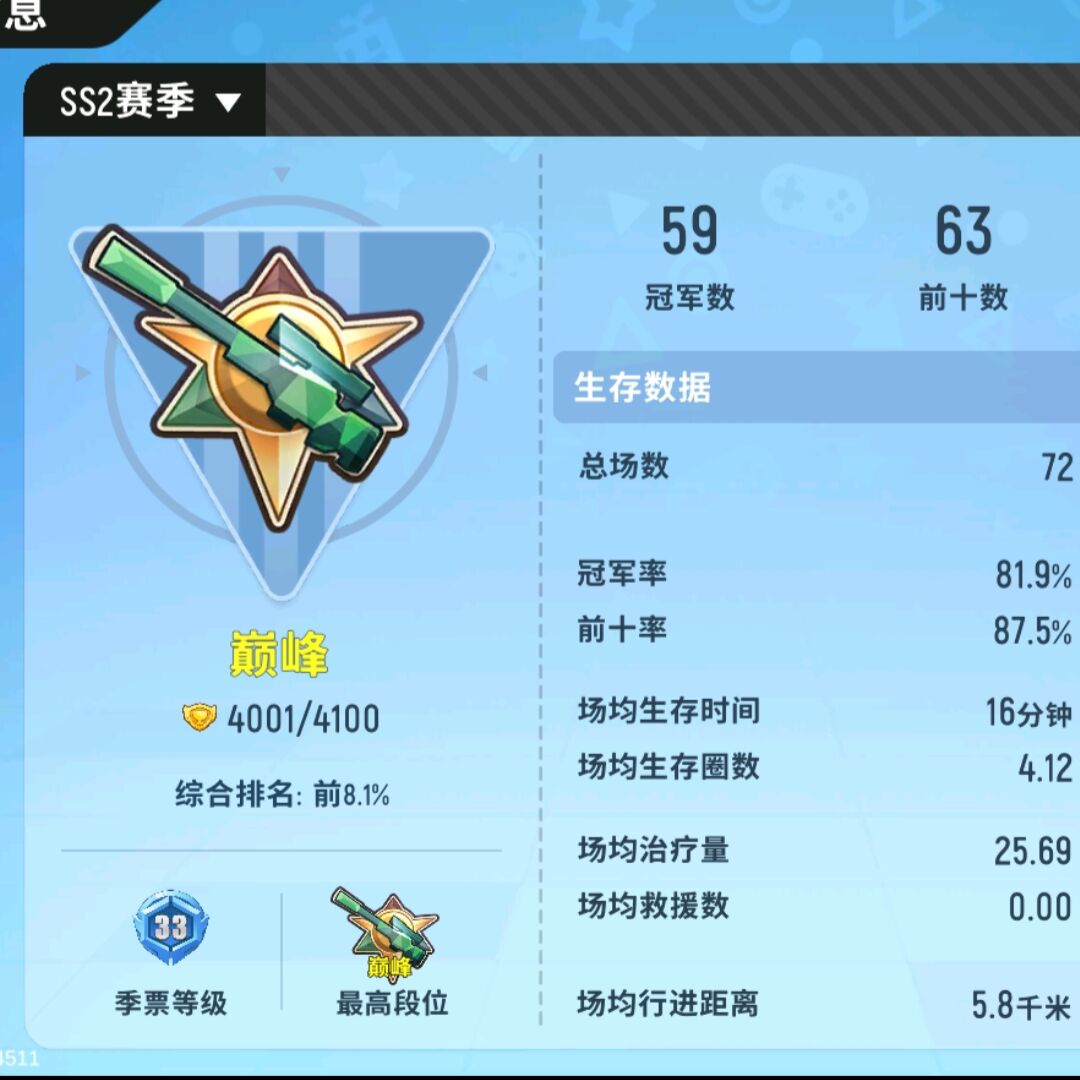 息
SS2赛季
巅峰
4001/4100
综合排名: 前8.1%
33
季票等级
巅峰
最高段位
59
冠军数
63
前十数
生存数据
总场数 72
冠军率 81.9%
前十率 87.5%
场均生存时间 16分钟
场均生存圈数 4.12
场均治疗量 25.69
场均救援数 0.00
场均行进距离 5.8千米
4511